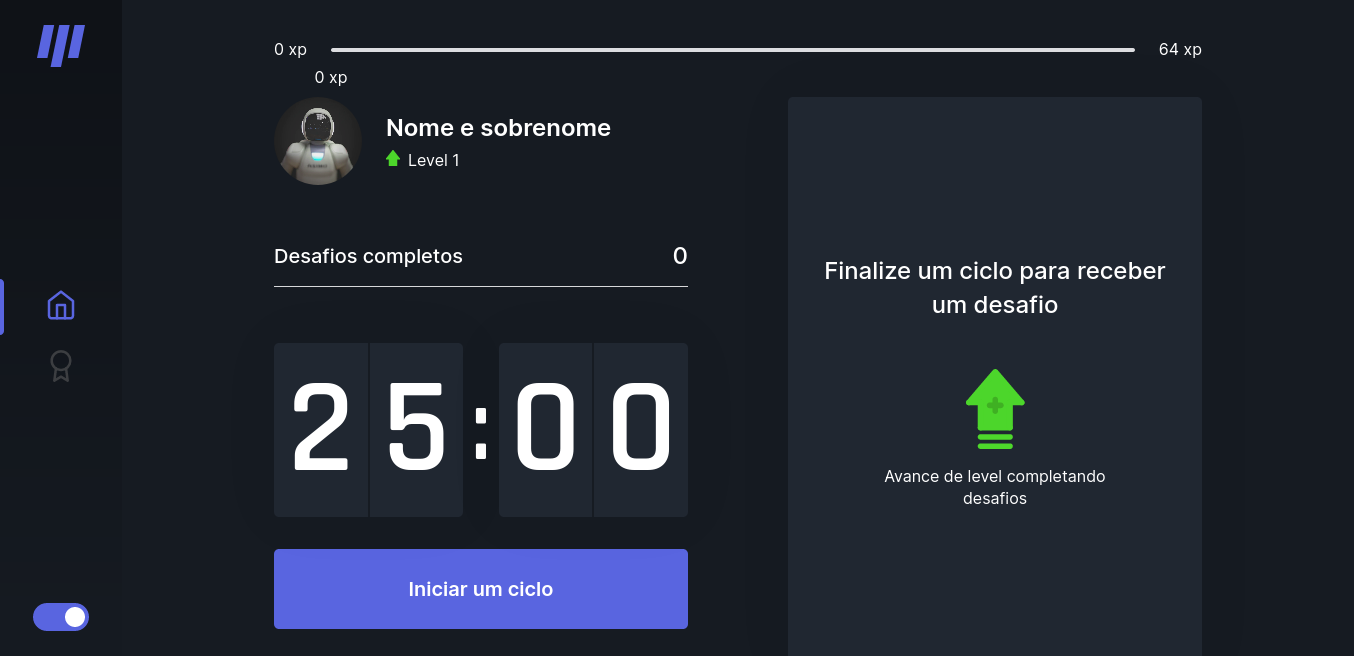 0 xp
64 xp
0 xp
Nome e sobrenome
Level 1
Desafios completos
0
25:00
Iniciar um ciclo
Finalize um ciclo para receber
um desafio
Avance de level completando
desafios